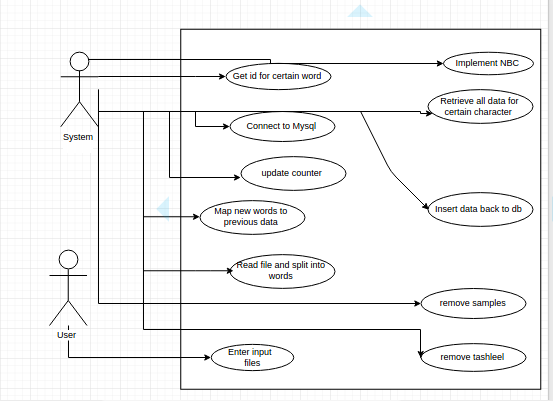 Implement NBC
Get id for certain word
Retrieve all data for
certain character
System
Connect to Mysql
update counter
Map new words to
previous data
Insert data back to db
Read file and split into
words
remove samples
User
Enter input
files
remove tashleel